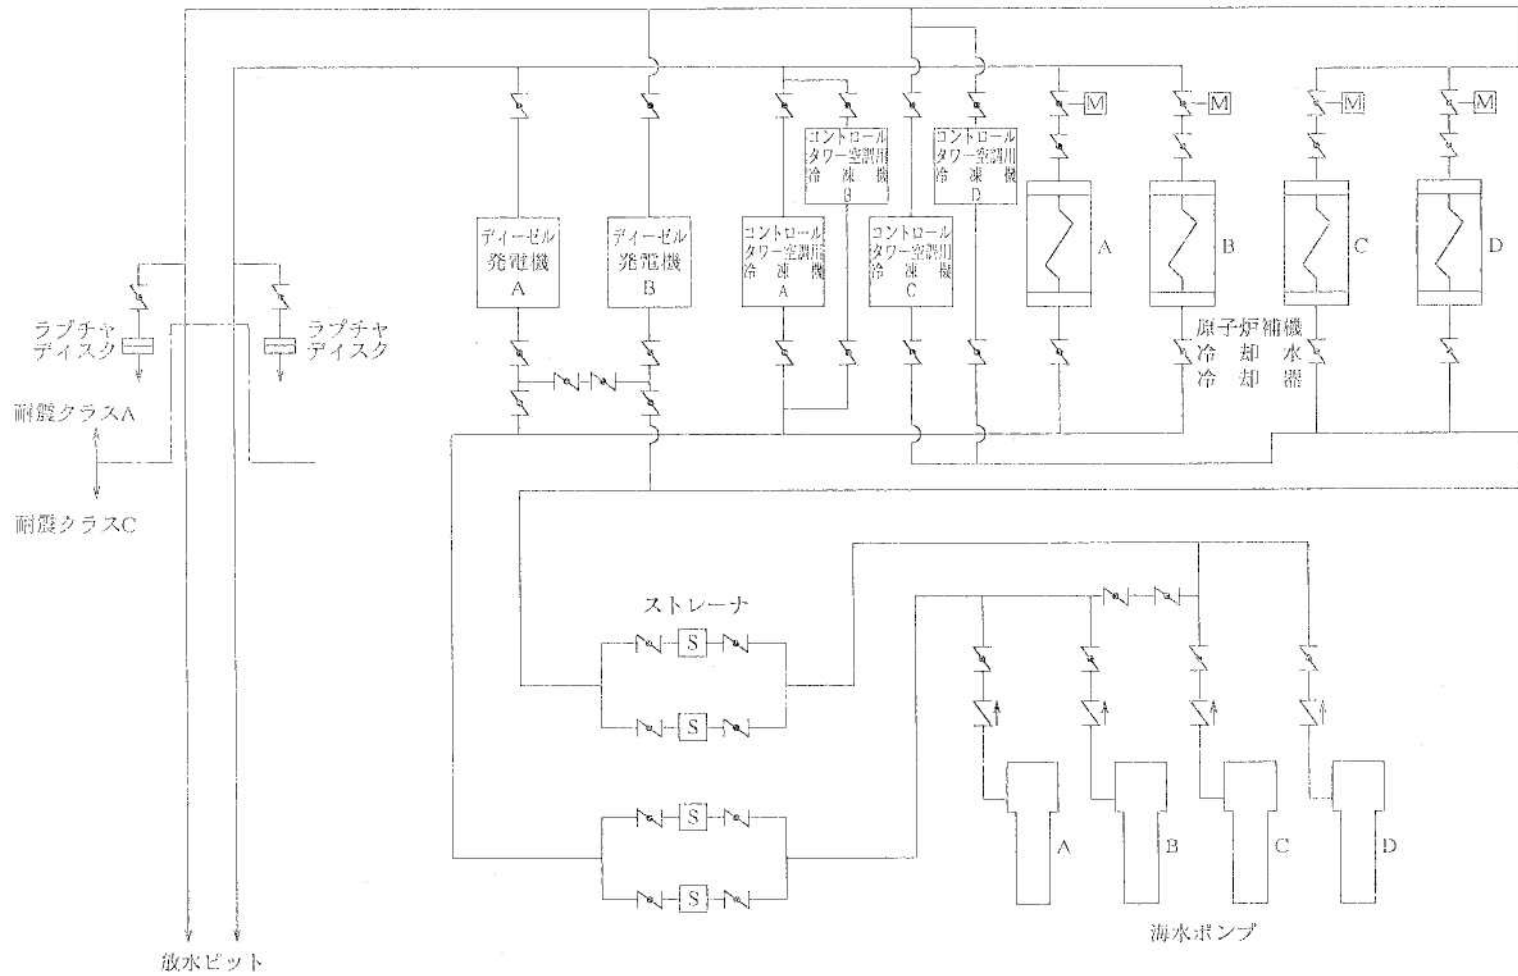 M
M
M
M
コントロール
タワー空調用
冷凍機
B
コントロール
タワー空調用
冷凍機
D
ディーゼル
発電機
A
ディーゼル
発電機
B
コントロール
タワー空調用
冷凍機
A
コントロール
タワー空調用
冷凍機
C
A
B
C
D
ラプチャ
ディスク
ラプチャ
ディスク
原子炉補機
冷却水
冷却器
耐震クラスA
耐震クラスC
ストレーナ
S
S
S
S
A
B
C
D
海水ポンプ
放水ピット